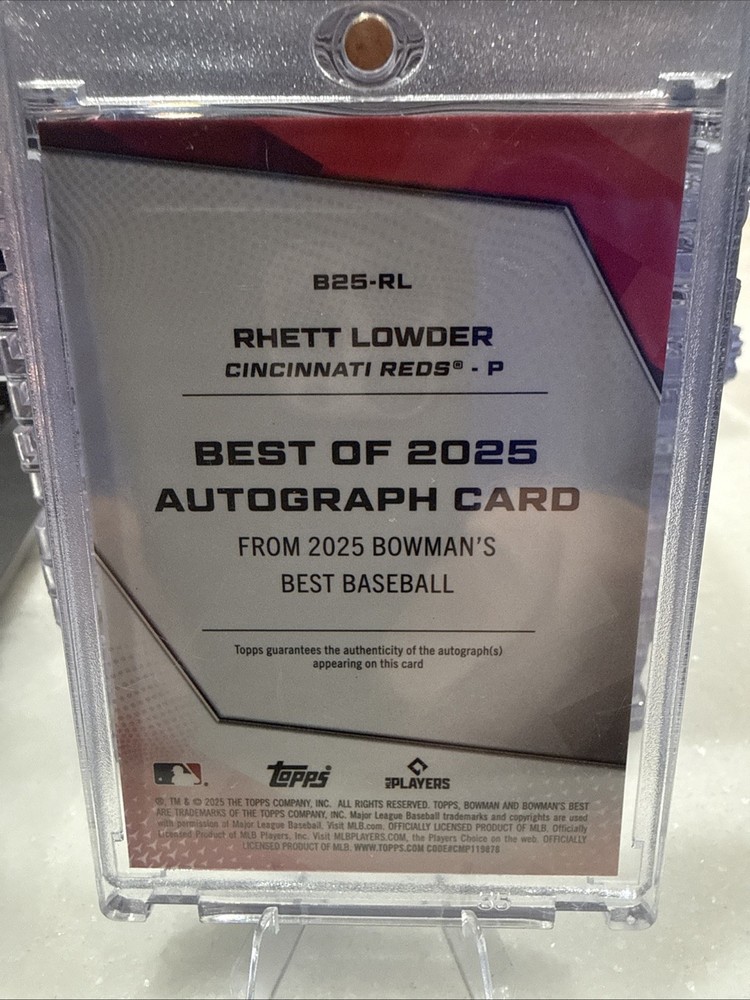 B25-RL
RHETT LOWDER
CINCINNATI REDS® - P
BEST OF 2025
AUTOGRAPH CARD
FROM 2025 BOWMAN'S
BEST BASEBALL
Topps guarantees the authenticity of the autograph(s)
appearing on this card
topps®
MLB PLAYERS
®, TM & © 2025 THE TOPPS COMPANY, INC. ALL RIGHTS RESERVED. TOPPS, BOWMAN AND BOWMAN'S BEST
ARE TRADEMARKS OF THE TOPPS COMPANY, INC. Major League Baseball trademarks and copyrights are used
with permission of Major League Baseball. Visit MLB.com. OFFICIALLY LICENSED PRODUCT OF MLB. Officially
Licensed Product of MLB Players, Inc. Visit MLBPLAYERS.COM, the Players Choice on the web. OFFICIALLY
LICENSED PRODUCT OF MLB. WWW.TOPPS.COM CODE#CMP119878
35